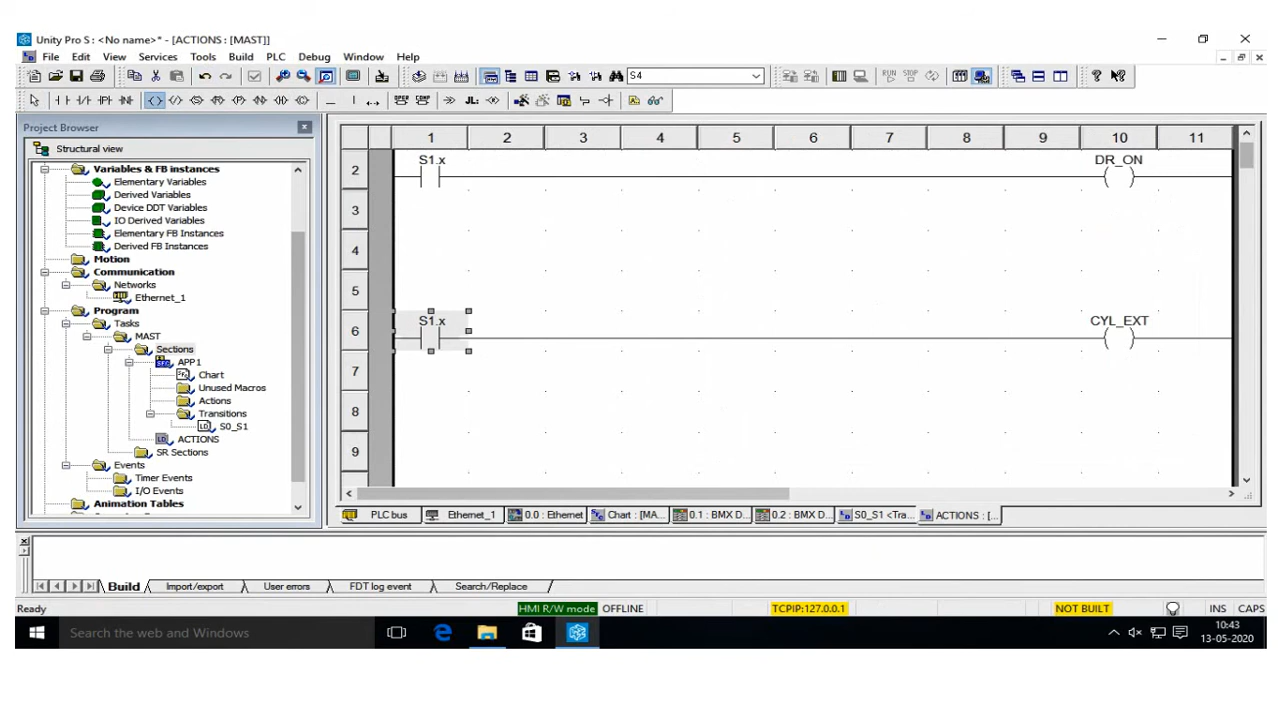 Unity Pro S : <No name>* - [ACTIONS : [MAST]]
File Edit View Services Tools Build PLC Debug Window Help
S4
RUN STOP
JL:
Project Browser
Structural view
Variables & FB instances
Elementary Variables
Derived Variables
Device DDT Variables
IO Derived Variables
Elementary FB Instances
Derived FB Instances
Motion
Communication
Networks
Ethernet_1
Program
Tasks
MAST
Sections
APP1
Chart
Unused Macros
Actions
Transitions
S0_S1
ACTIONS
SR Sections
Events
Timer Events
I/O Events
Animation Tables
1 2 3 4 5 6 7 8 9 10 11
S1.x DR_ON
2
3
4
5
S1.x CYL_EXT
6
7
8
9
PLC bus Ethernet_1 0.0 : Ethernet Chart : [MA... 0.1 : BMX D... 0.2 : BMX D... S0_S1 <Tra... ACTIONS : [...
Build Import/export User errors FDT log event Search/Replace
Ready HMI R/W mode OFFLINE TCPIP:127.0.0.1 NOT BUILT INS CAPS
Search the web and Windows 10:43
13-05-2020